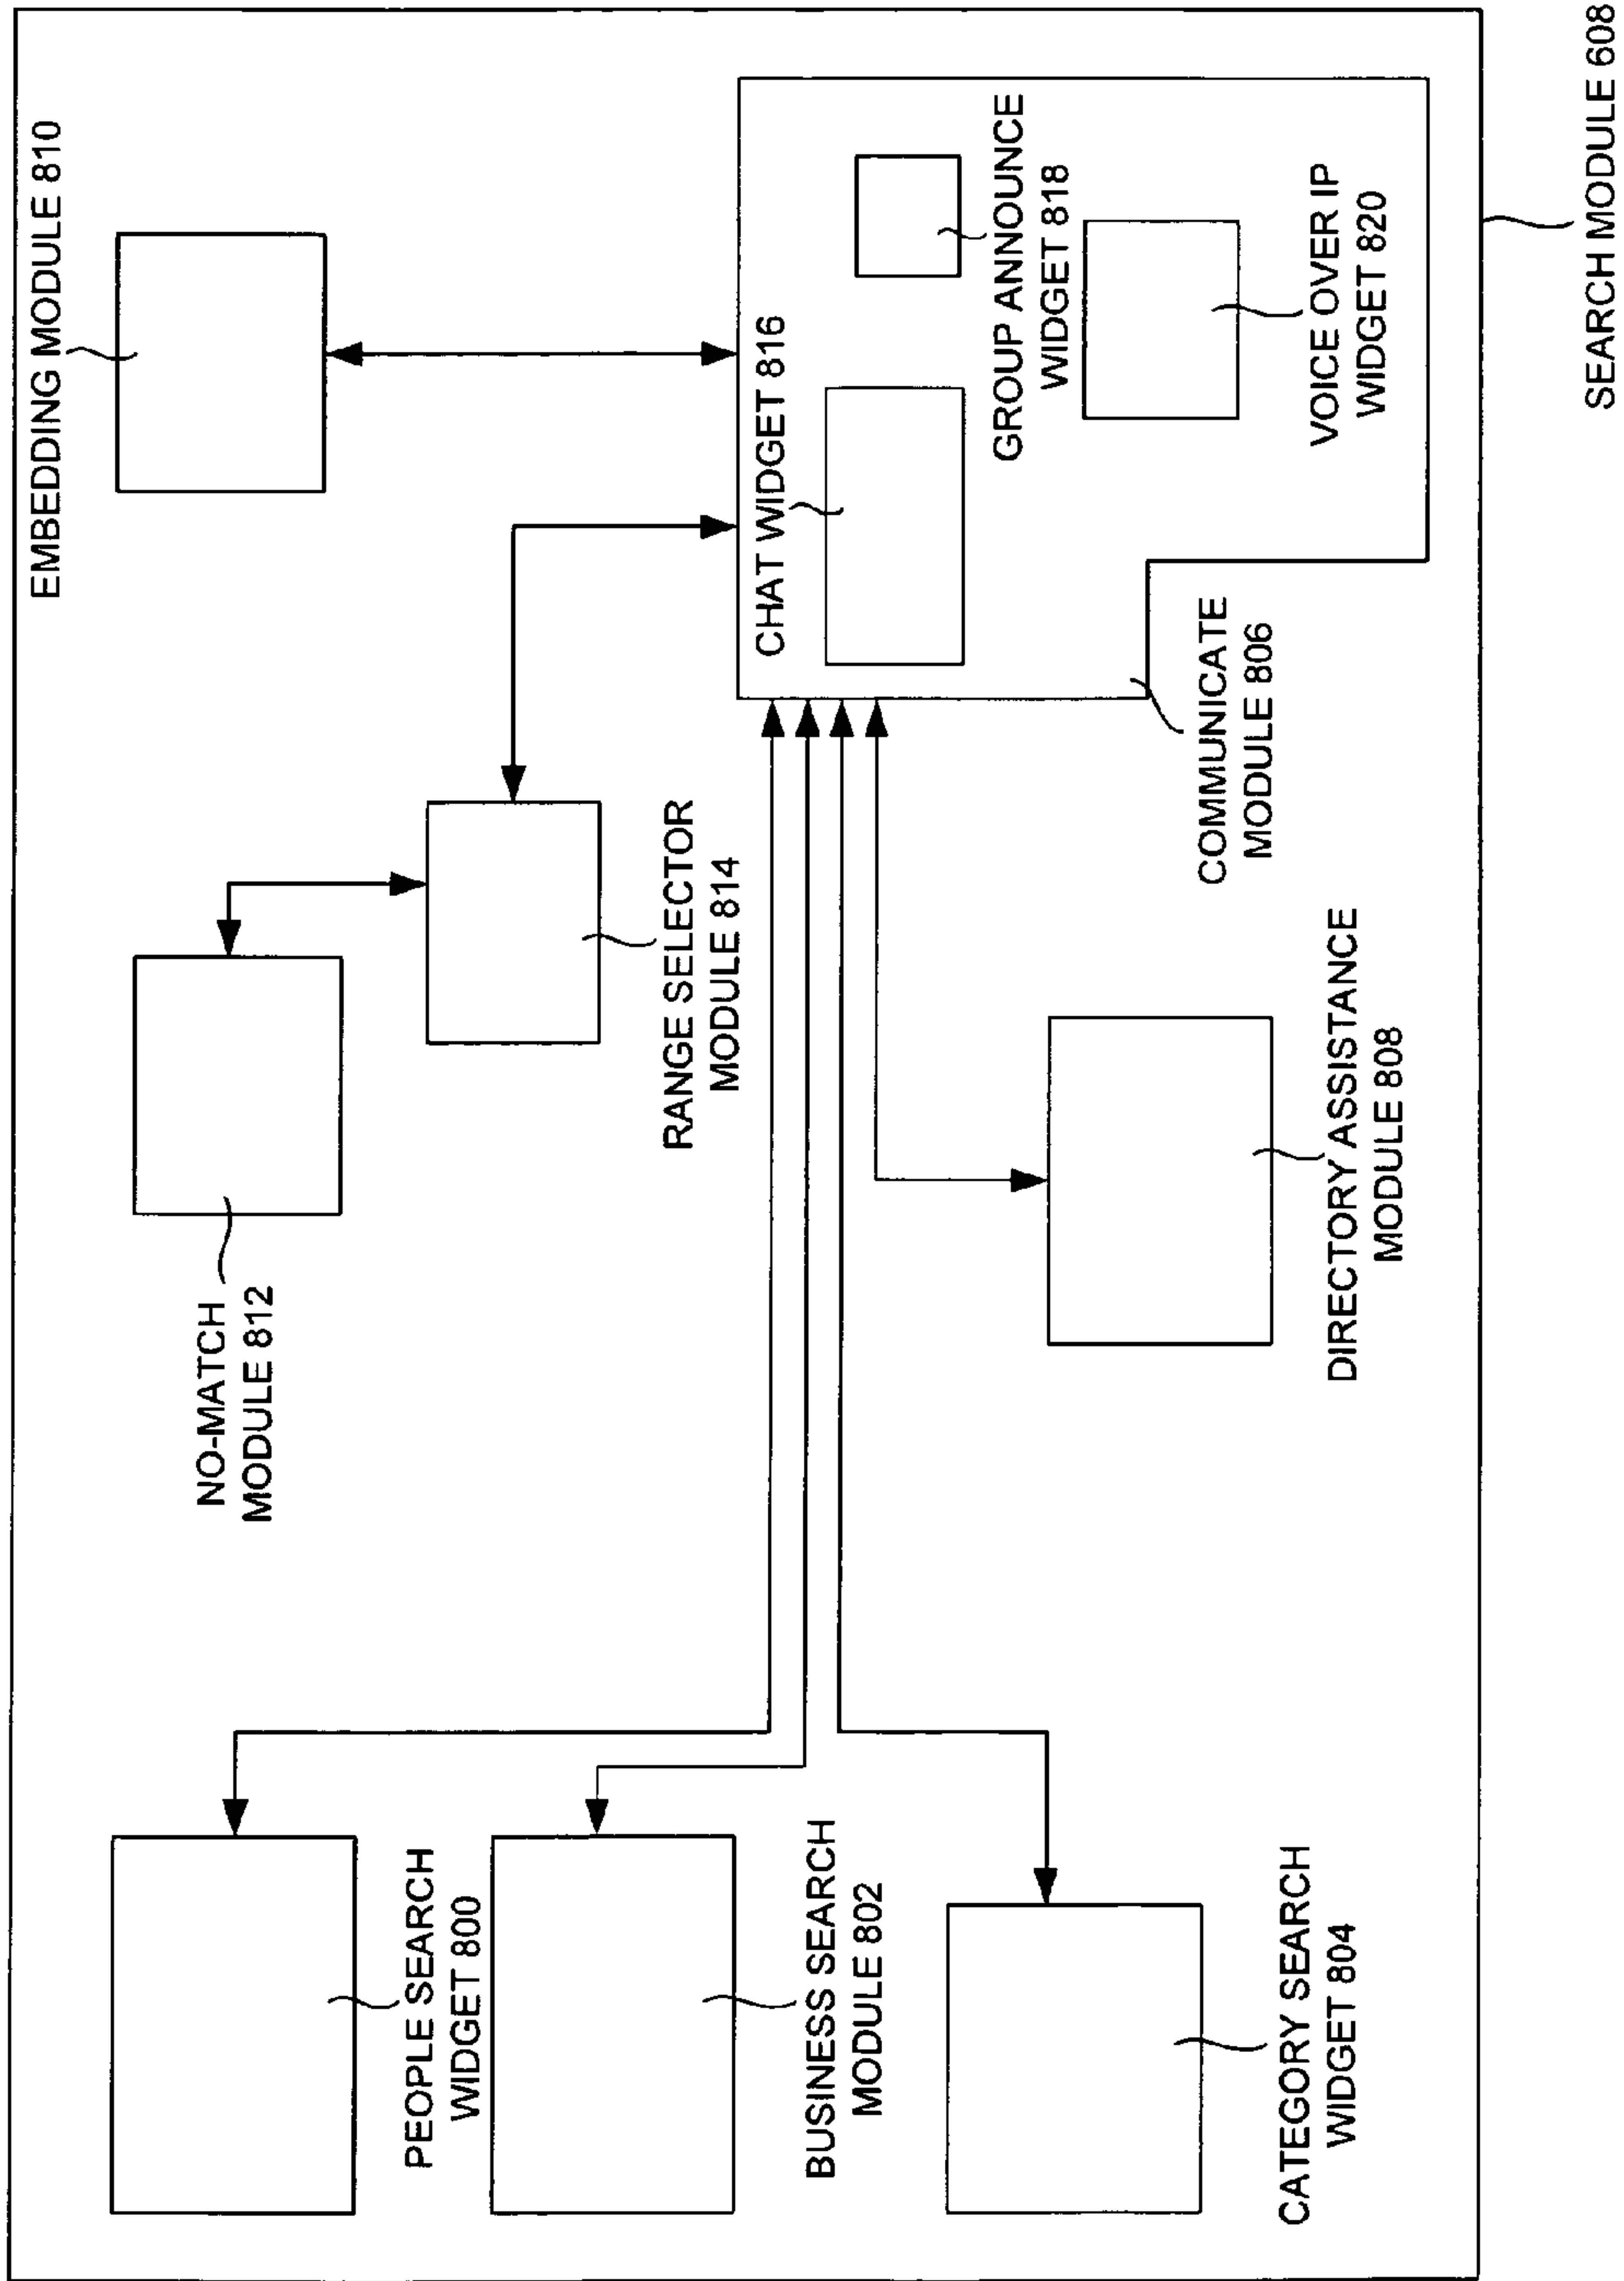 PEOPLE SEARCH
WIDGET 800
BUSINESS SEARCH
MODULE 802
CATEGORY SEARCH
WIDGET 804
NO-MATCH
MODULE 812
RANGE SELECTOR
MODULE 814
DIRECTORY ASSISTANCE
MODULE 808
EMBEDDING MODULE 810
CHAT WIDGET 816
GROUP ANNOUNCE
WIDGET 818
VOICE OVER IP
WIDGET 820
COMMUNICATE
MODULE 806
SEARCH MODULE 608